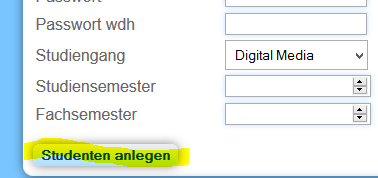 Passwort wdh
Studiengang Digital Media
Studiensemester
Fachsemester
Studenten anlegen